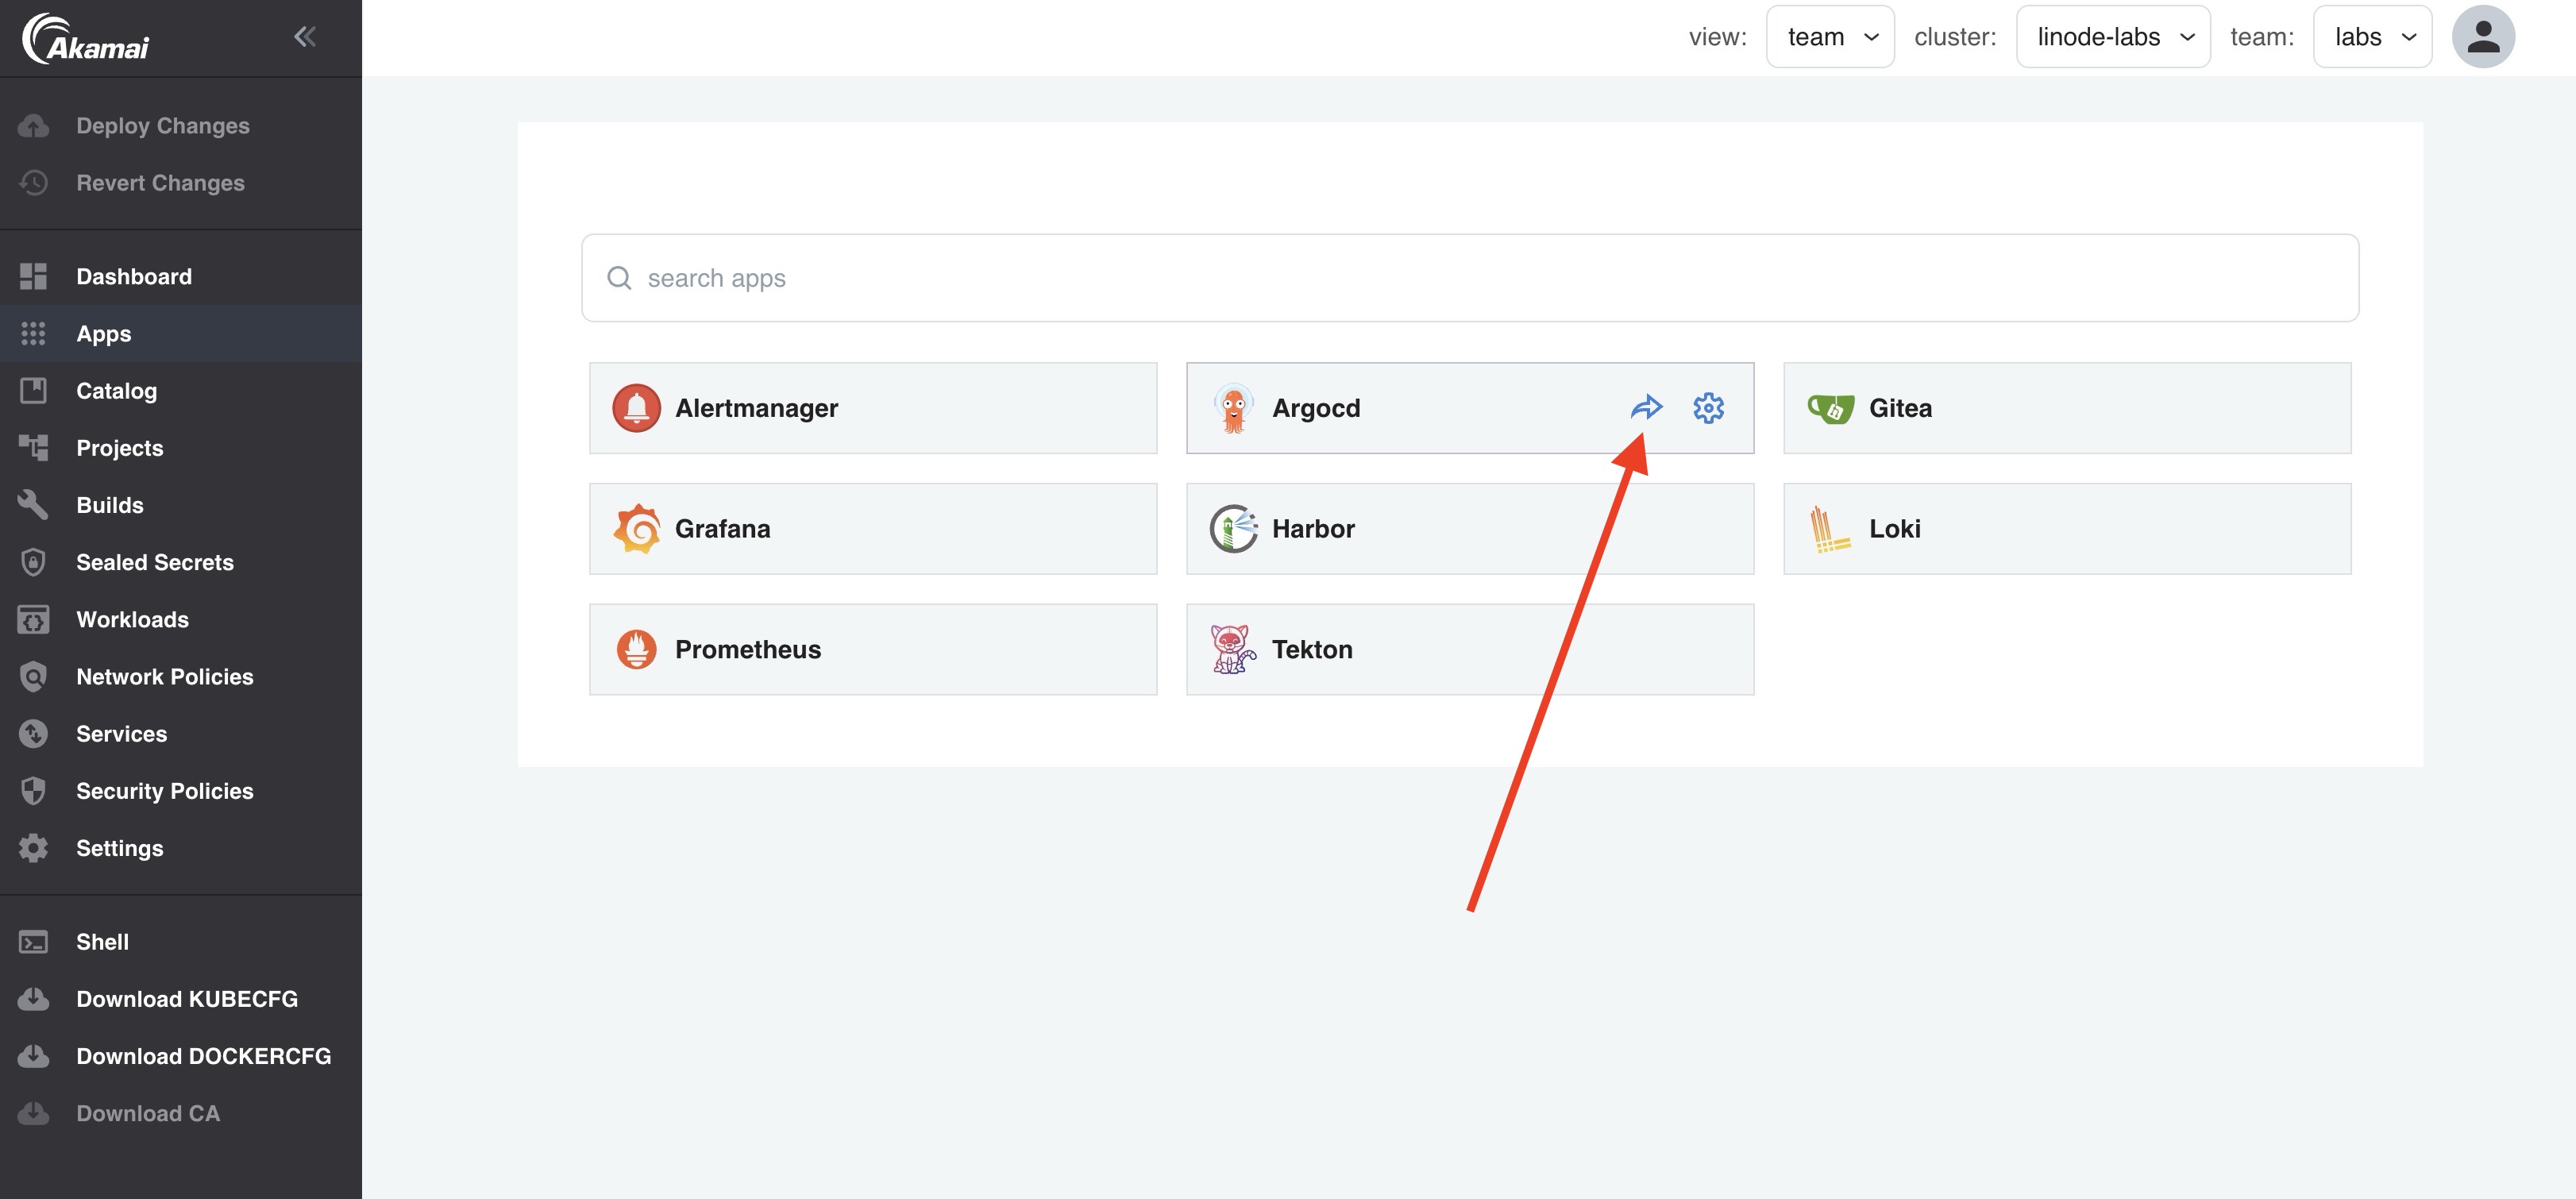 Akamai
view: team cluster: linode-labs team: labs
Deploy Changes
Revert Changes
Dashboard
Apps
Catalog
Projects
Builds
Sealed Secrets
Workloads
Network Policies
Services
Security Policies
Settings
Shell
Download KUBECFG
Download DOCKERCFG
Download CA
search apps
Alertmanager
Argocd
Gitea
Grafana
Harbor
Loki
Prometheus
Tekton